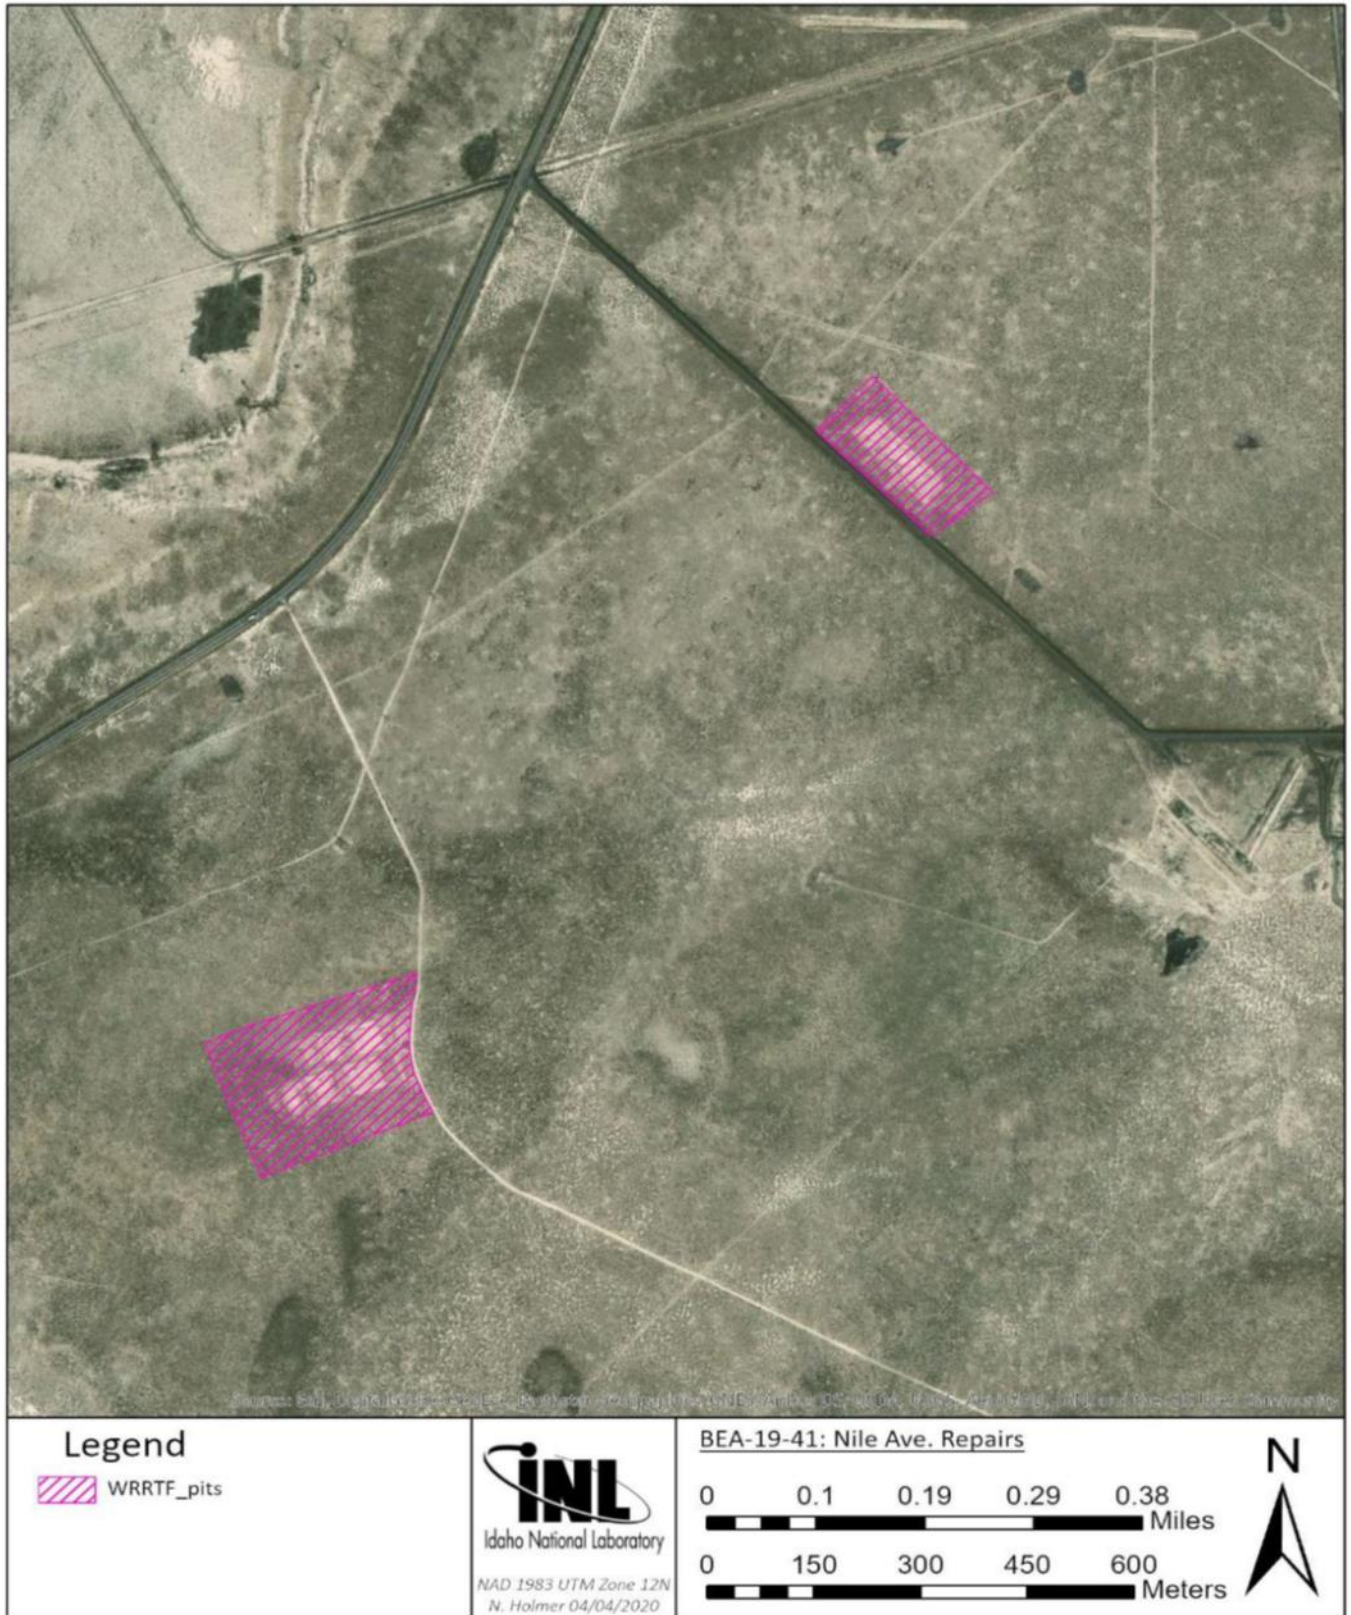 Legend
WRRTF_pits
INL
Idaho National Laboratory
NAD 1983 UTM Zone 12N
N. Holmer 04/04/2020
BEA-19-41: Nile Ave. Repairs
0 0.1 0.19 0.29 0.38
Miles
0 150 300 450 600
Meters
N